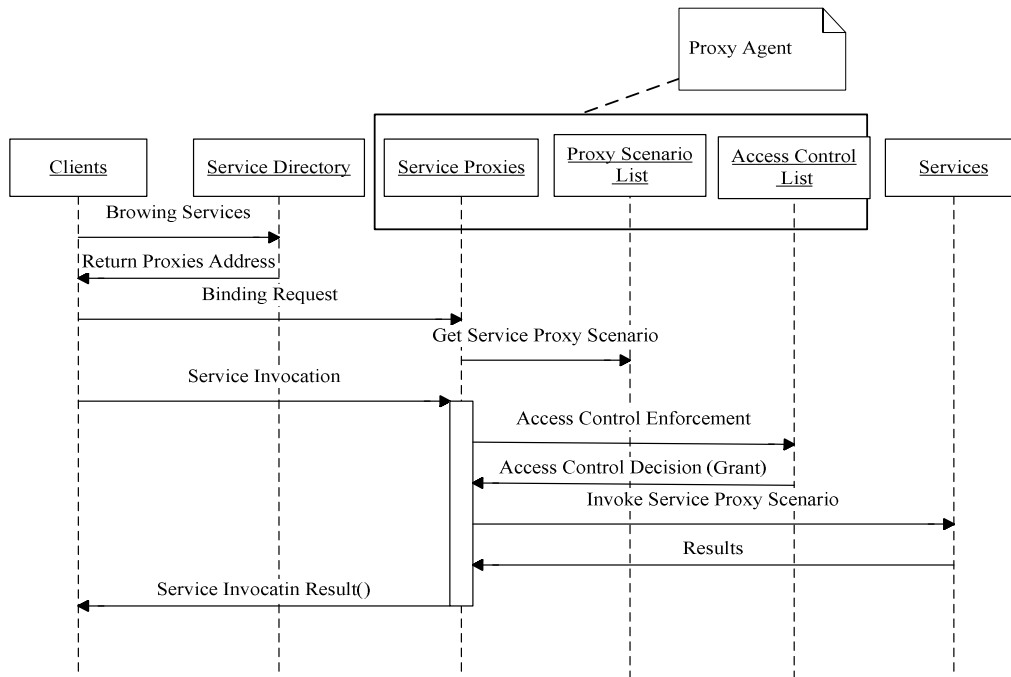 Proxy Agent
Clients
Service Directory
Service Proxies
Proxy Scenario
List
Access Control
List
Services
Browing Services
Return Proxies Address
Binding Request
Get Service Proxy Scenario
Service Invocation
Access Control Enforcement
Access Control Decision (Grant)
Invoke Service Proxy Scenario
Results
Service Invocatin Result()